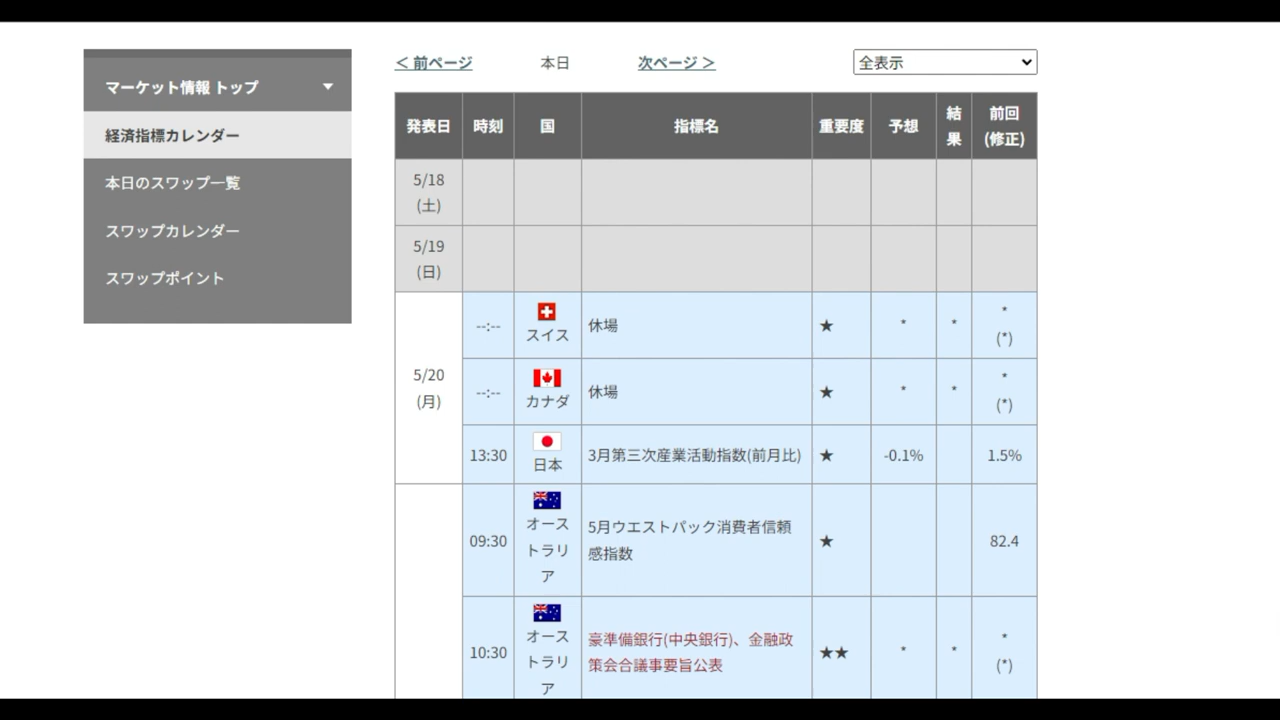 マーケット情報 トップ
経済指標カレンダー
本日のスワップ一覧
スワップカレンダー
スワップポイント
＜ 前ページ 本日 次ページ ＞ 全表示
発表日 時刻 国 指標名 重要度 予想 結果 前回(修正)
5/18
(土)
5/19
(日)
5/20
(月)
--:-- スイス 休場 ★ * * *
(*)
--:-- カナダ 休場 ★ * * *
(*)
13:30 日本 3月第三次産業活動指数(前月比) ★ -0.1% 1.5%
09:30 オーストラリア 5月ウエストパック消費者信頼
感指数 ★ 82.4
10:30 オーストラリア 豪準備銀行(中央銀行)、金融政
策会合議事要旨公表 ★★ * * *
(*)